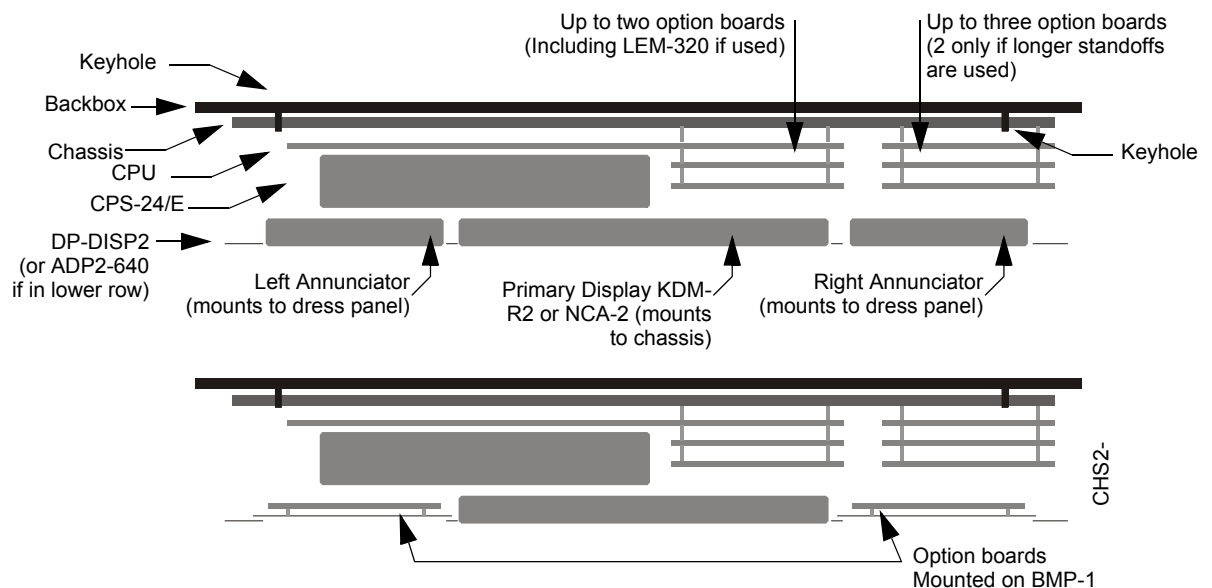 Up to two option boards
(Including LEM-320 if used)
Up to three option boards
(2 only if longer standoffs
are used)
Keyhole
Backbox
Chassis
CPU
CPS-24/E
Keyhole
DP-DISP2
(or ADP2-640
if in lower row)
Left Annunciator
(mounts to dress panel)
Primary Display KDM-
R2 or NCA-2 (mounts
to chassis)
Right Annunciator
(mounts to dress panel)
CHS2-
Option boards
Mounted on BMP-1